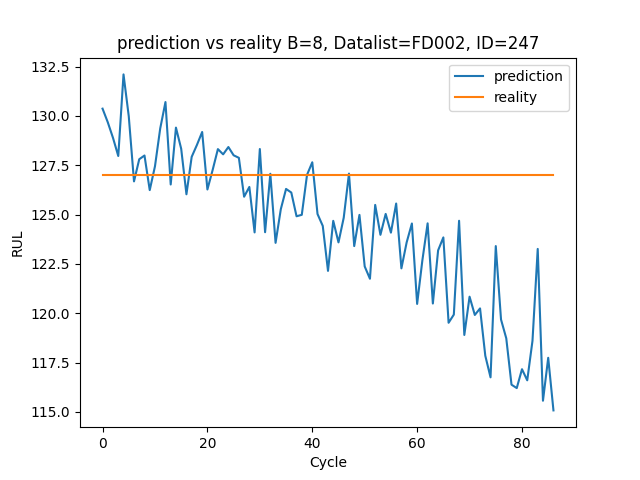 prediction vs reality B=8, Datalist=FD002, ID=247
prediction
reality
132.5
130.0
127.5
125.0
122.5
120.0
117.5
115.0
RUL
0 20 40 60 80
Cycle